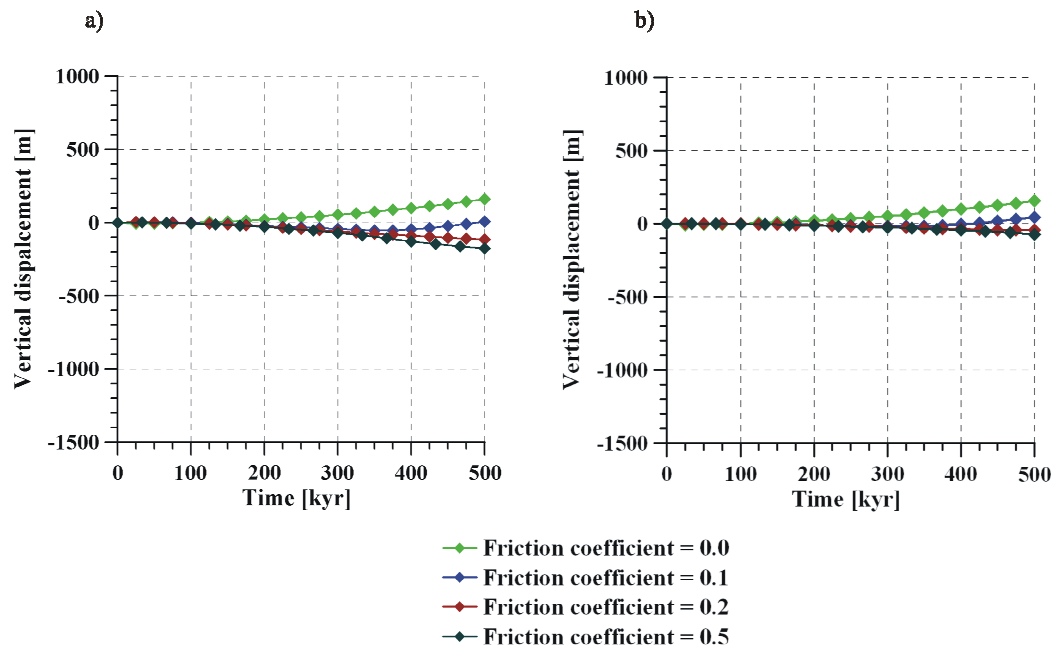 a)
b)
1000
500
0
-500
-1000
-1500
Vertical dispalcement [m]
0 100 200 300 400 500
Time [kyr]
1000
500
0
-500
-1000
-1500
Vertical displacement [m]
0 100 200 300 400 500
Time [kyr]
Friction coefficient = 0.0
Friction coefficient = 0.1
Friction coefficient = 0.2
Friction coefficient = 0.5